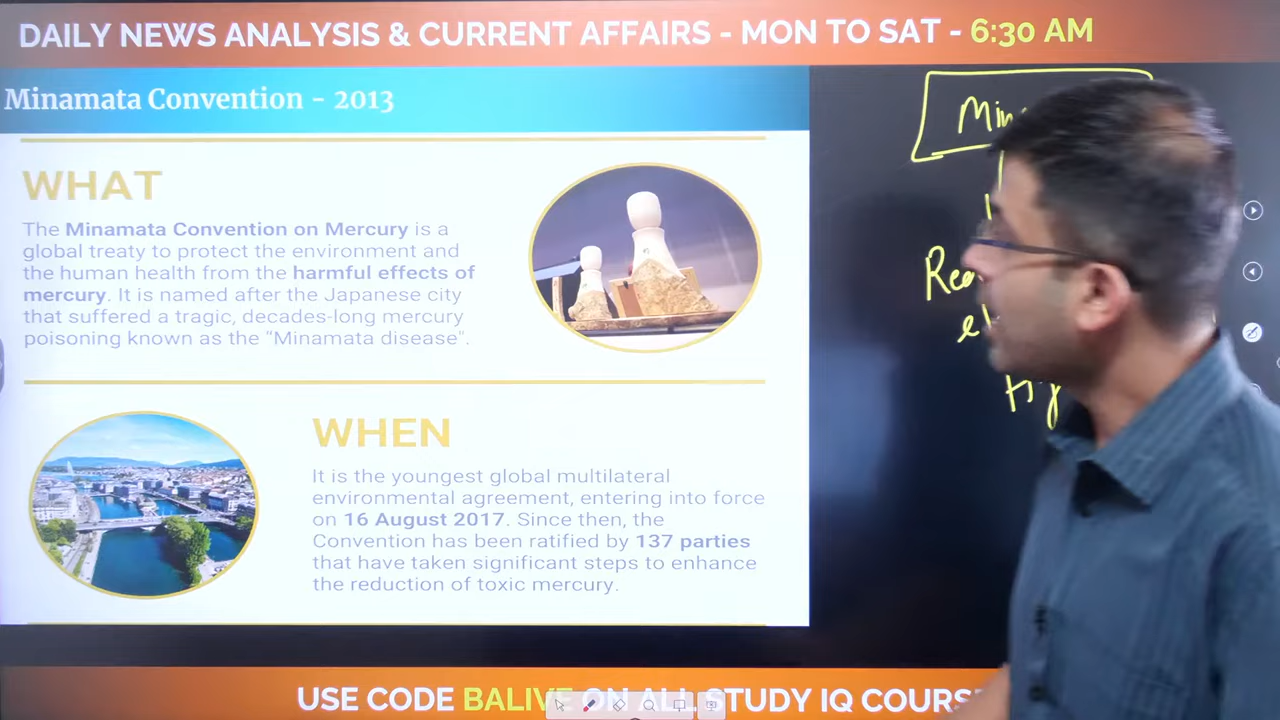 DAILY NEWS ANALYSIS & CURRENT AFFAIRS - MON TO SAT - 6:30 AM
Minamata Convention - 2013
WHAT
The Minamata Convention on Mercury is a
global treaty to protect the environment and
the human health from the harmful effects of
mercury. It is named after the Japanese city
that suffered a tragic, decades-long mercury
poisoning known as the “Minamata disease".
WHEN
It is the youngest global multilateral
environmental agreement, entering into force
on 16 August 2017. Since then, the
Convention has been ratified by 137 parties
that have taken significant steps to enhance
the reduction of toxic mercury.
USE CODE BALIVE ON ALL STUDY IQ